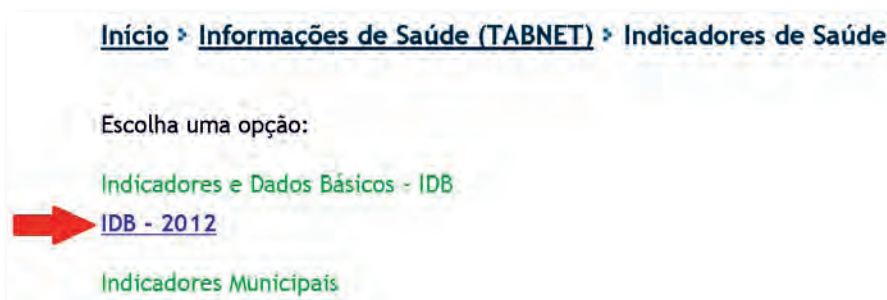 Início > Informações de Saúde (TABNET) > Indicadores de Saúde
Escolha uma opção:
Indicadores e Dados Básicos - IDB
IDB - 2012
Indicadores Municipais